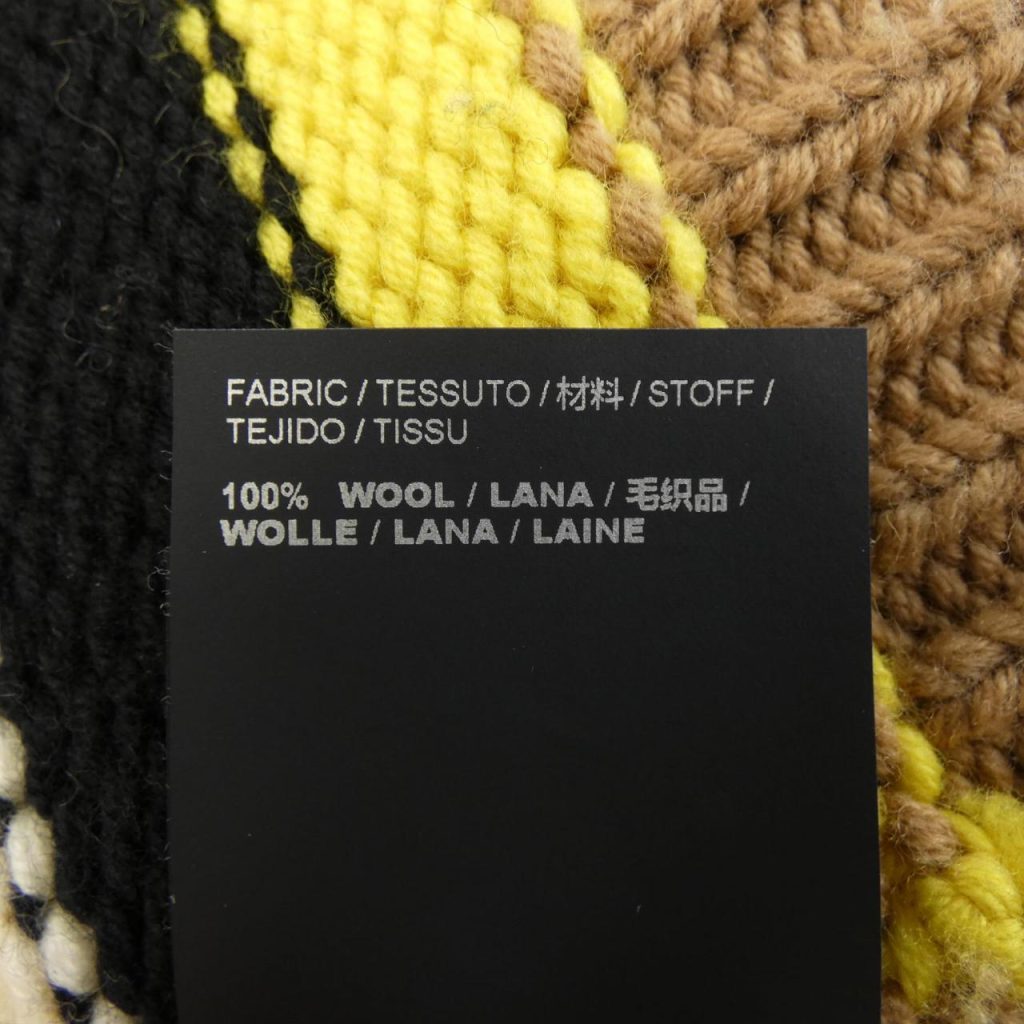 FABRIC / TESSUTO / 材料 / STOFF /
TEJIDO / TISSU
100% WOOL / LANA / 毛织品 /
WOLLE / LANA / LAINE